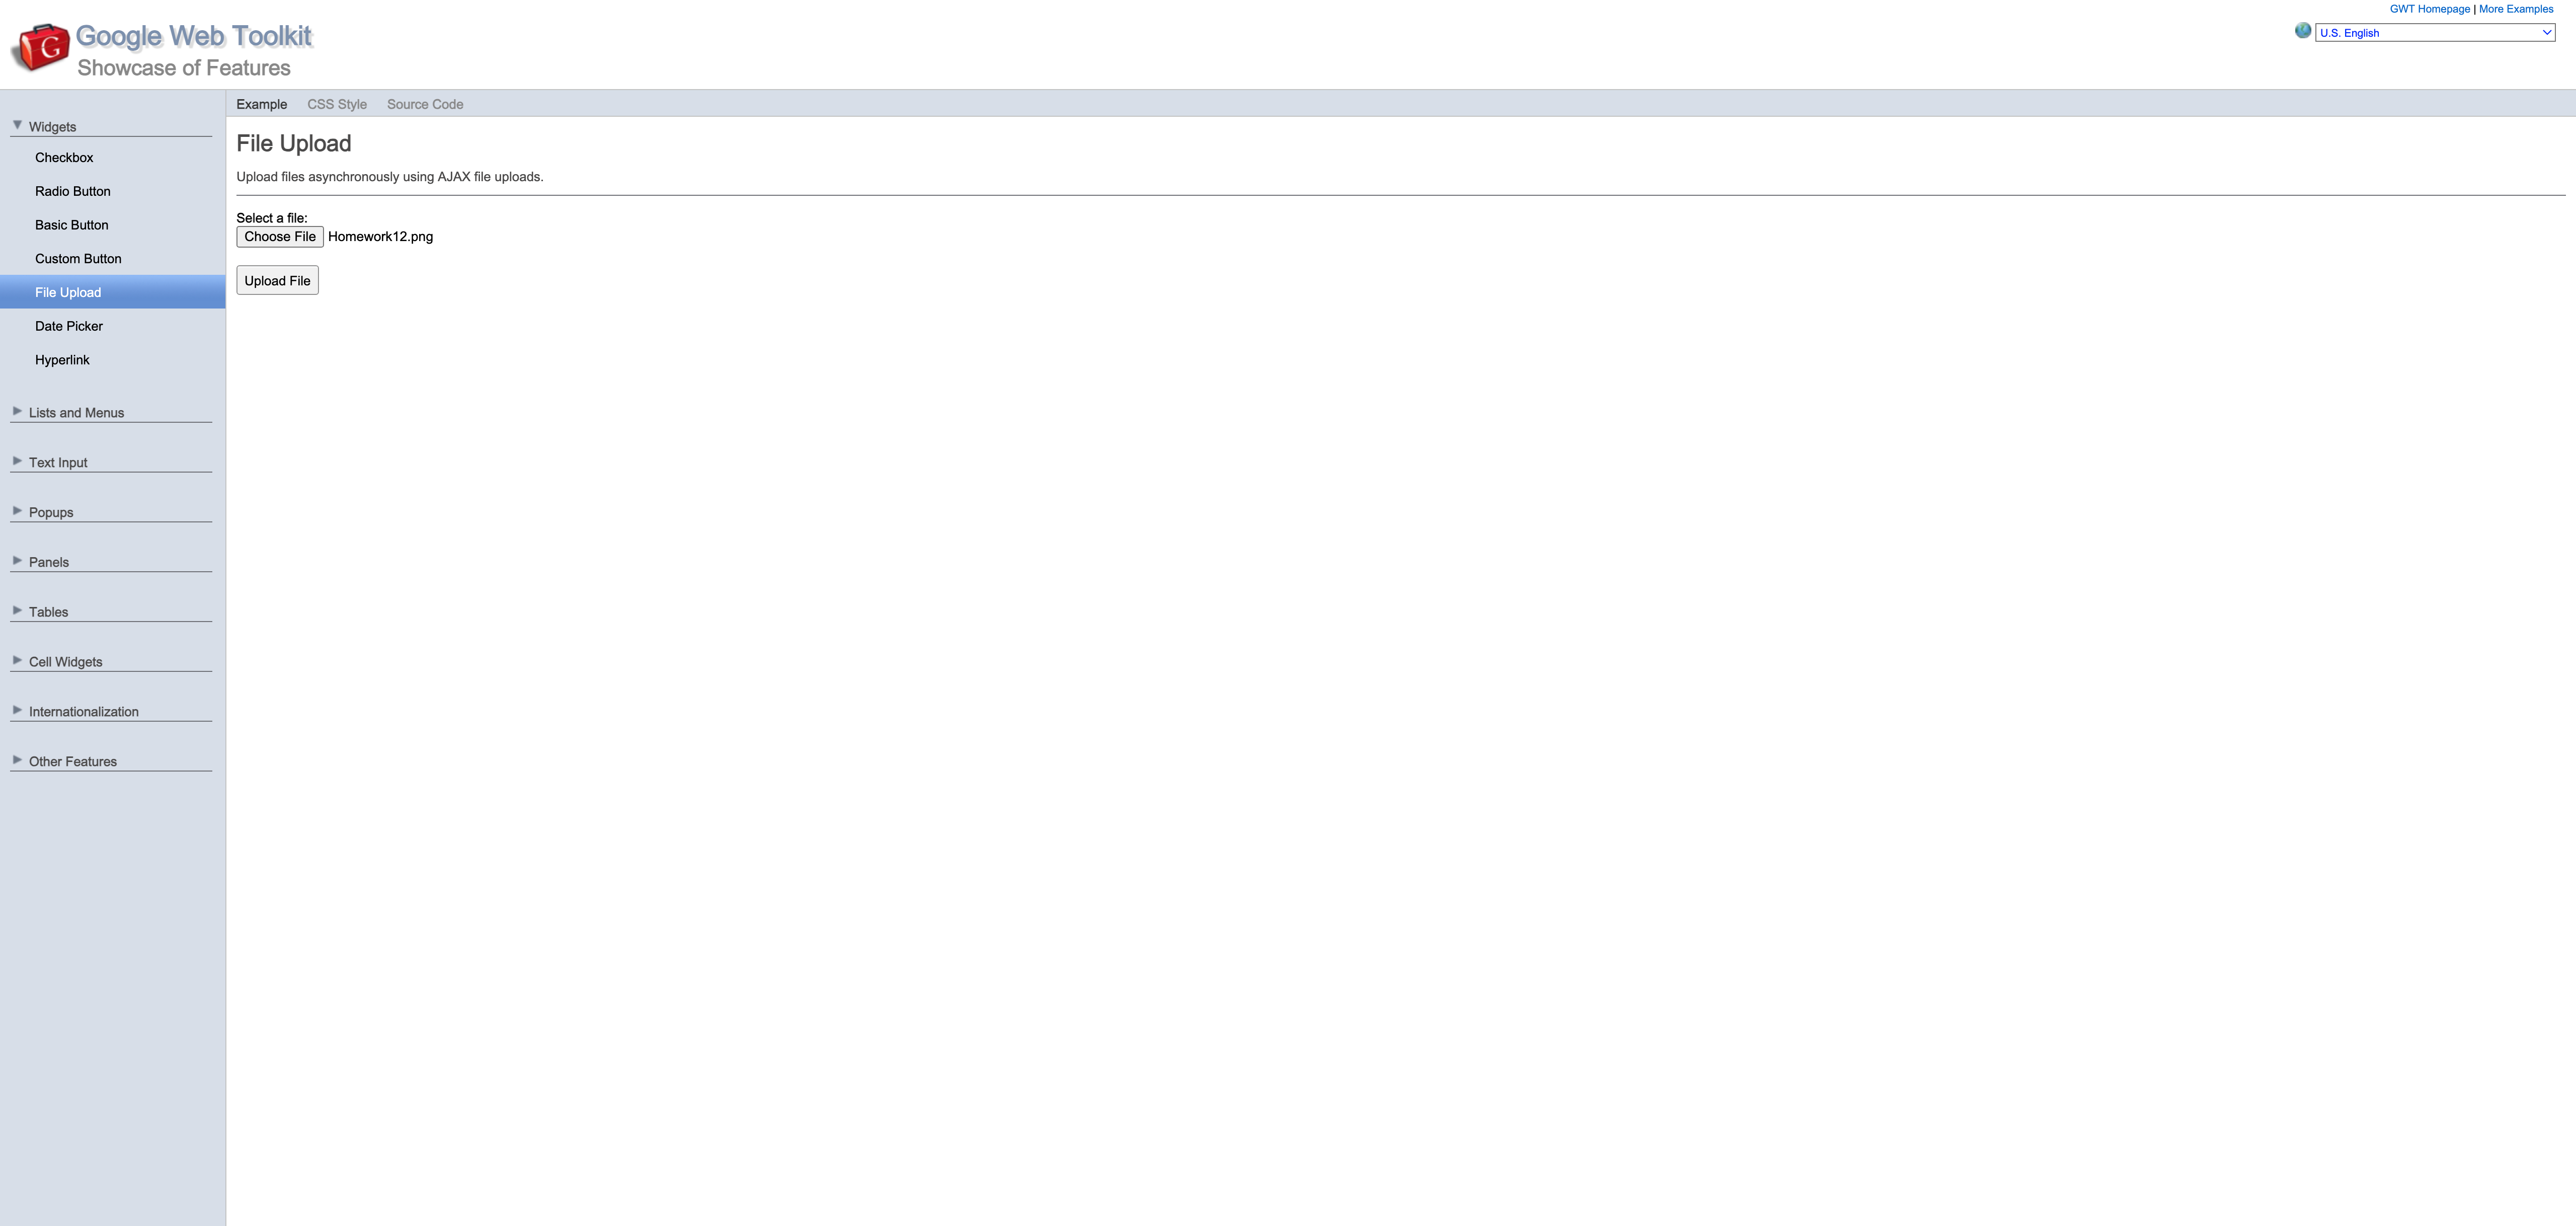 GWT Homepage | More Examples
U.S. English
G
Google Web Toolkit
Showcase of Features
Example CSS Style Source Code
Widgets
Checkbox
Radio Button
Basic Button
Custom Button
File Upload
Date Picker
Hyperlink
Lists and Menus
Text Input
Popups
Panels
Tables
Cell Widgets
Internationalization
Other Features
File Upload
Upload files asynchronously using AJAX file uploads.
Select a file:
Choose File Homework12.png
Upload File